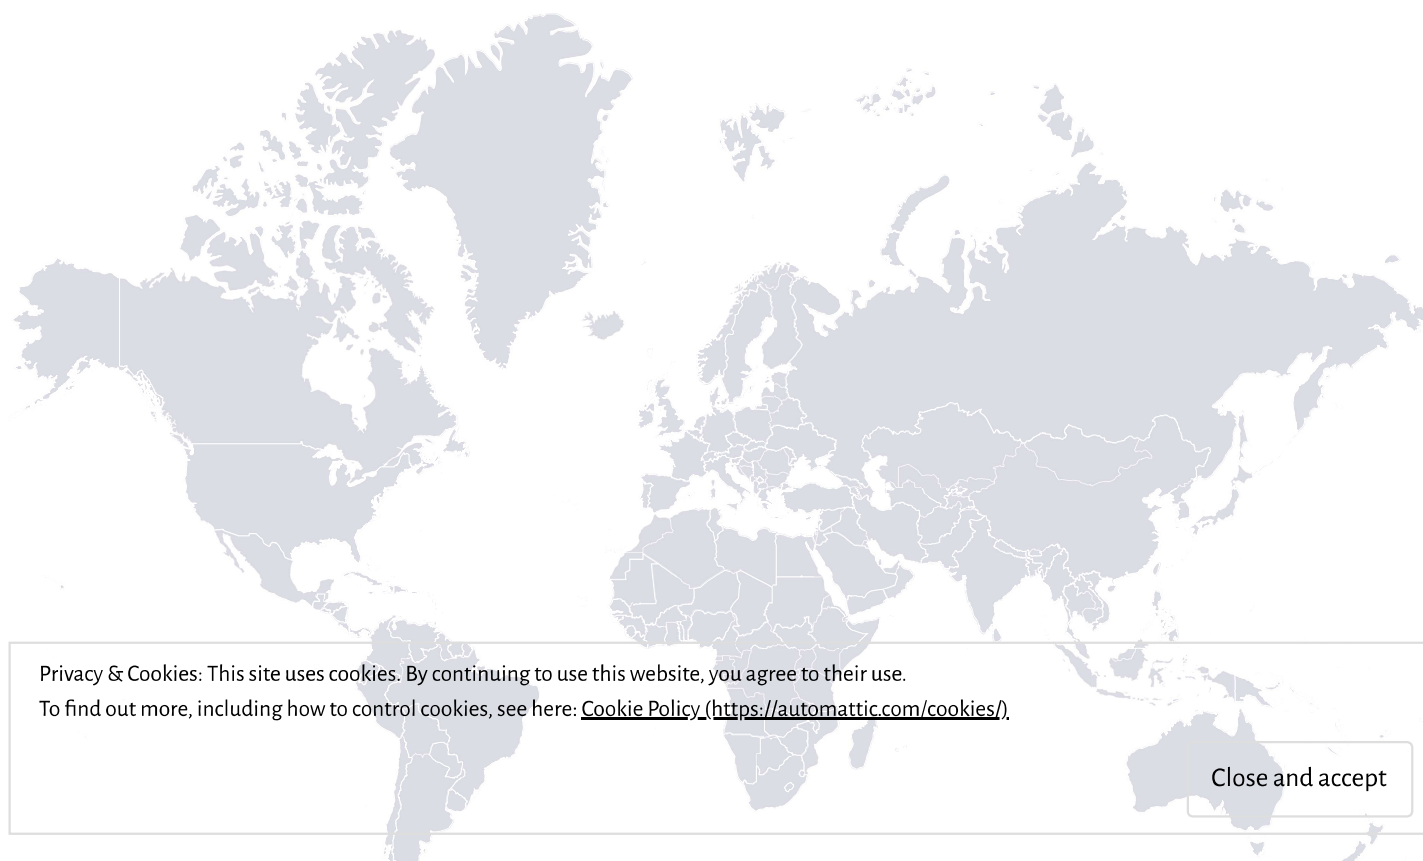 Privacy & Cookies: This site uses cookies. By continuing to use this website, you agree to their use.
To find out more, including how to control cookies, see here: Cookie Policy (https://automattic.com/cookies/)
Close and accept